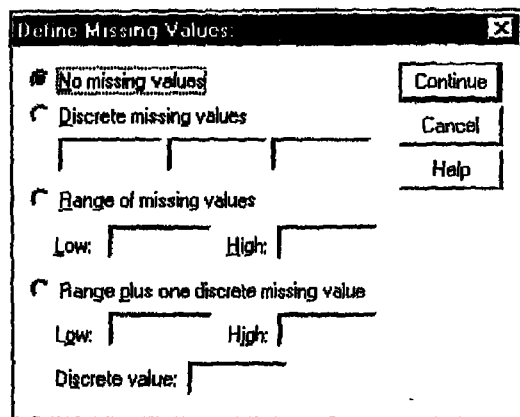 Define Missing Values:
No missing values
Continue
Discrete missing values
Cancel
Help
Range of missing values
Low: High:
Range plus one discrete missing value
Low: High:
Discrete value: